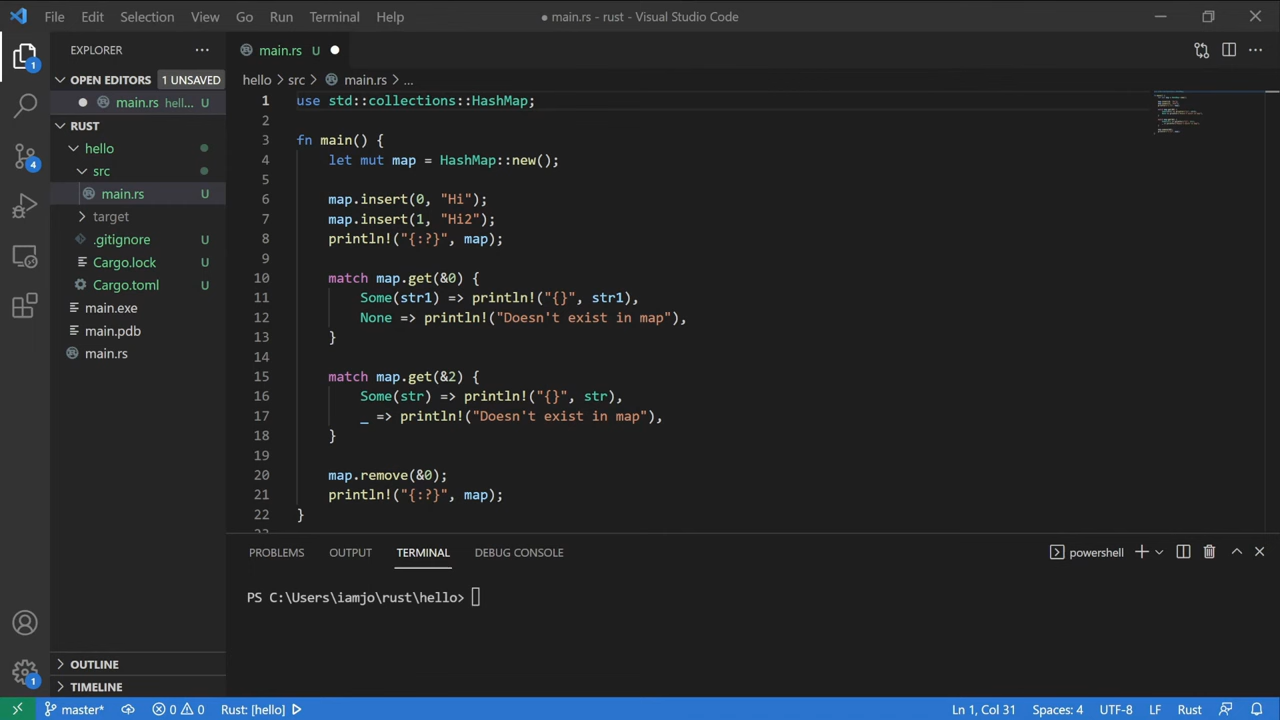 File Edit Selection View Go Run Terminal Help
● main.rs - rust - Visual Studio Code
EXPLORER
OPEN EDITORS 1 UNSAVED
main.rs hell... U
RUST
hello
src
main.rs U
target
.gitignore U
Cargo.lock U
Cargo.toml U
main.exe
main.pdb
main.rs
OUTLINE
TIMELINE
1
4
1
main.rs U
hello > src > main.rs > ...
1 use std::collections::HashMap;
2
3 fn main() {
4     let mut map = HashMap::new();
5
6     map.insert(0, "Hi");
7     map.insert(1, "Hi2");
8     println!("{:?}", map);
9
10     match map.get(&0) {
11         Some(str1) => println!("{}", str1),
12         None => println!("Doesn't exist in map"),
13     }
14
15     match map.get(&2) {
16         Some(str) => println!("{}", str),
17         _ => println!("Doesn't exist in map"),
18     }
19
20     map.remove(&0);
21     println!("{:?}", map);
22 }
23
PROBLEMS OUTPUT TERMINAL DEBUG CONSOLE
powershell
PS C:\Users\iamjo\rust\hello>
master* 0 0 Rust: [hello] Ln 1, Col 31 Spaces: 4 UTF-8 LF Rust